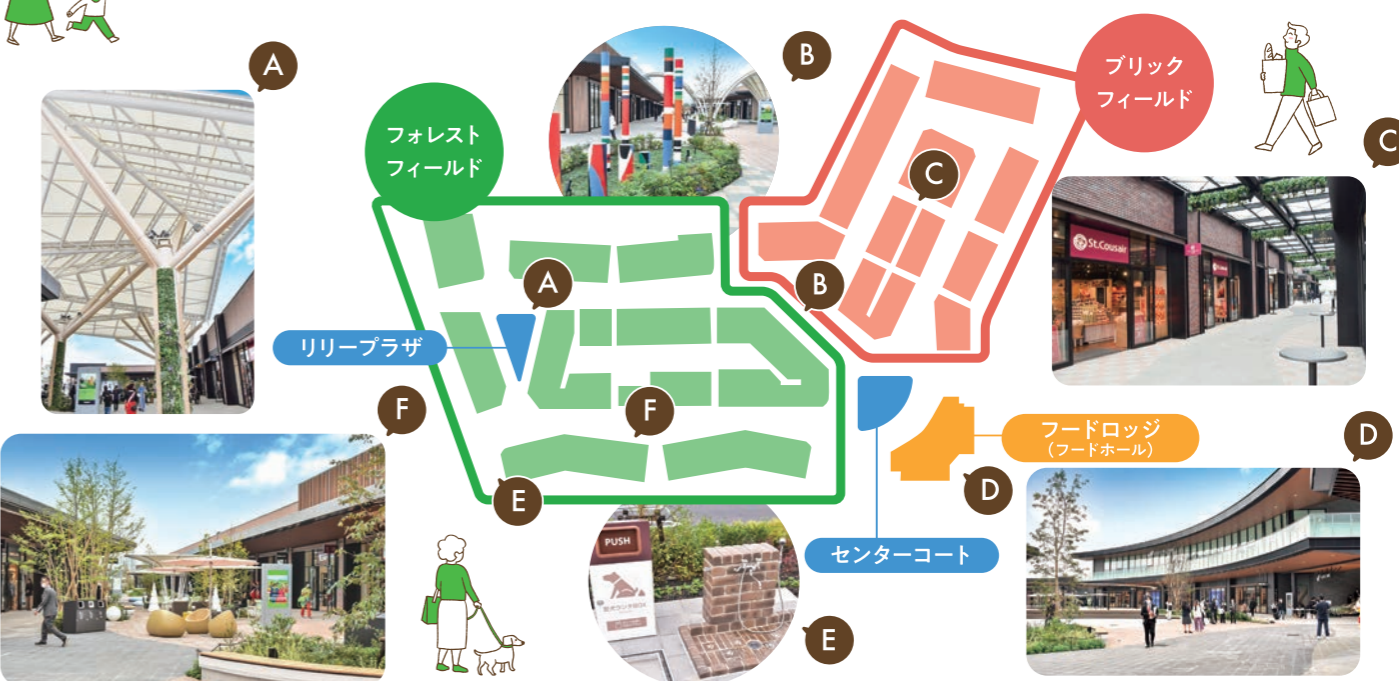 A
B
ブリック
フィールド
C
フォレスト
フィールド
C
St.Cousair
A
B
リリープラザ
F
F
フードロッジ
(フードホール)
D
D
E
PUSH
センターコート
E